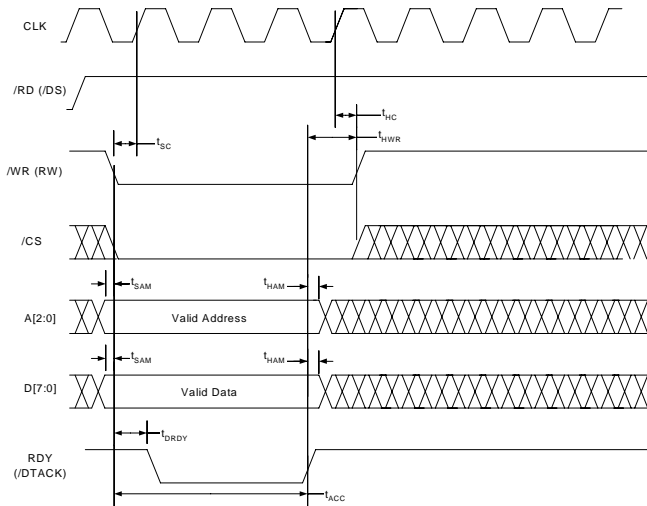 CLK
/RD (/DS)
tHC
tSC
tHWR
/WR (RW)
/CS
tSAM
tHAM
A[2:0]
Valid Address
tSAM
tHAM
D[7:0]
Valid Data
tDRDY
RDY
(/DTACK)
tACC